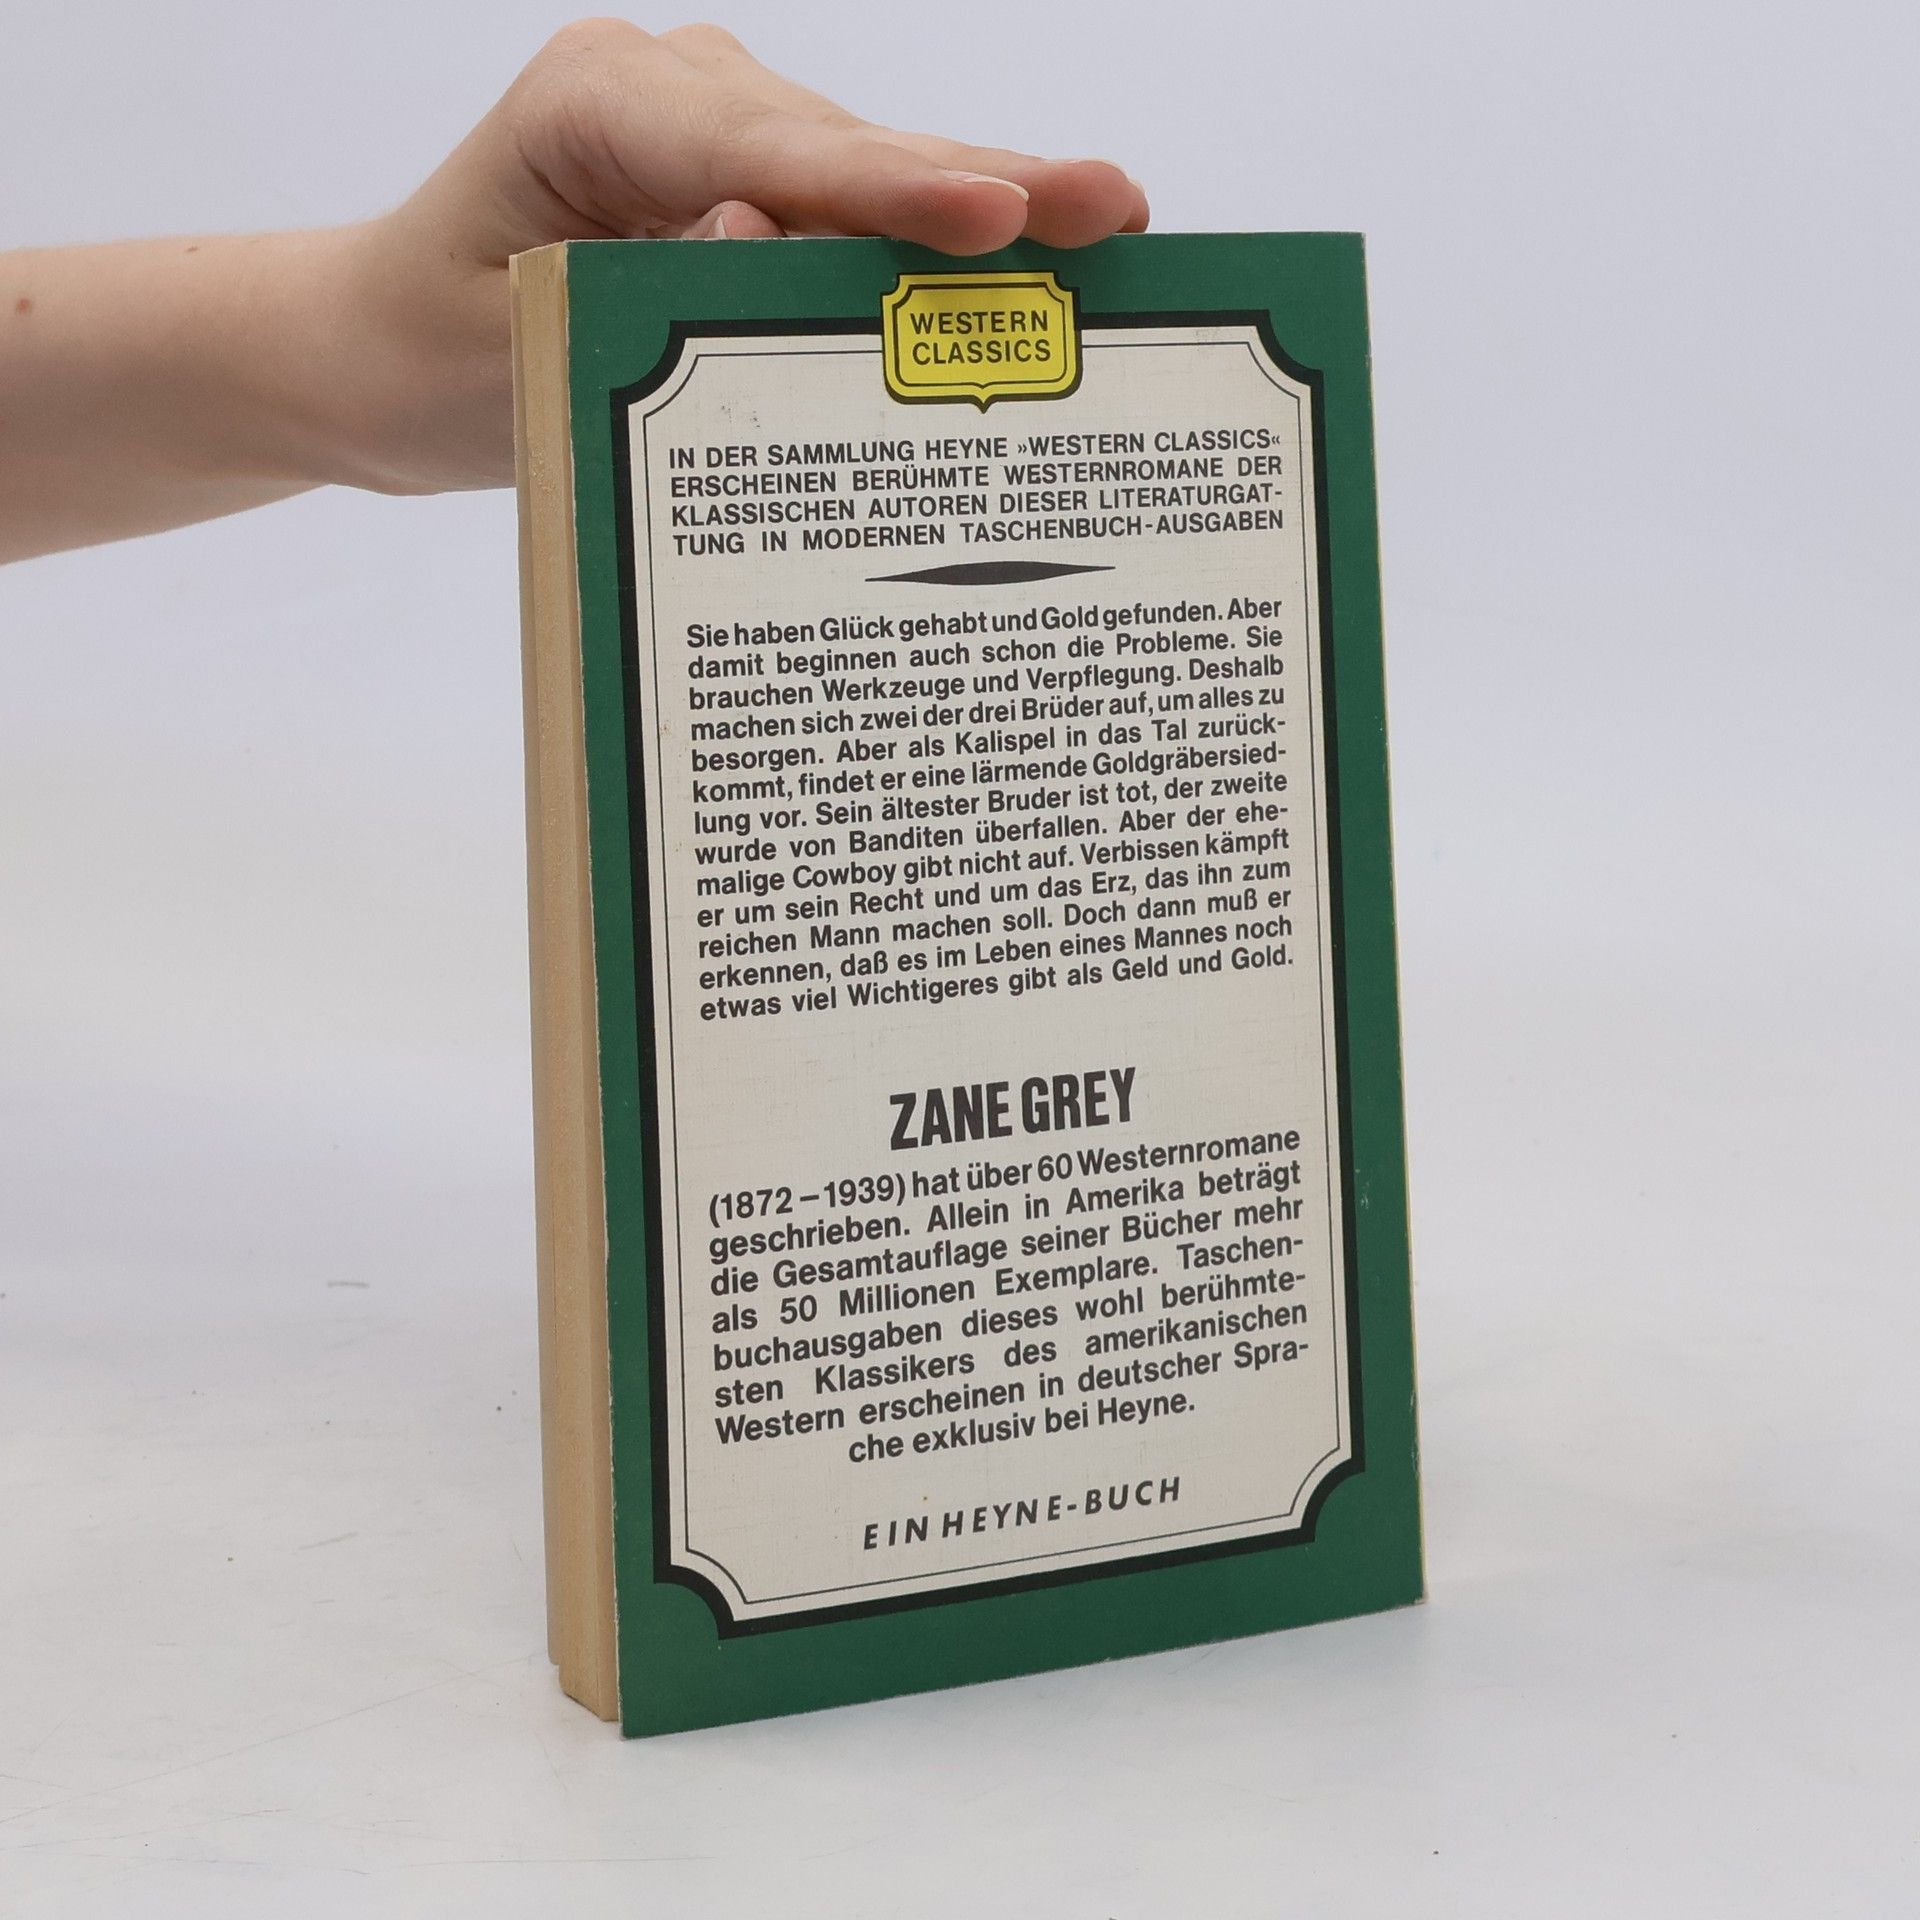 WESTERN
CLASSICS
IN DER SAMMLUNG HEYNE »WESTERN CLASSICS«
ERSCHEINEN BERÜHMTE WESTERNROMANE DER
KLASSISCHEN AUTOREN DIESER LITERATURGAT-
TUNG IN MODERNEN TASCHENBUCH-AUSGABEN
Sie haben Glück gehabt und Gold gefunden. Aber
damit beginnen auch schon die Probleme. Sie
brauchen Werkzeuge und Verpflegung. Deshalb
machen sich zwei der drei Brüder auf, um alles zu
besorgen. Aber als Kalispel in das Tal zurück-
kommt, findet er eine lärmende Goldgräbersied-
lung vor. Sein ältester Bruder ist tot, der zweite
wurde von Banditen überfallen. Aber der ehe-
malige Cowboy gibt nicht auf. Verbissen kämpft
er um sein Recht und um das Erz, das ihn zum
reichen Mann machen soll. Doch dann muß er
erkennen, daß es im Leben eines Mannes noch
etwas viel Wichtigeres gibt als Geld und Gold.
ZANE GREY
(1872–1939) hat über 60 Westernromane
geschrieben. Allein in Amerika beträgt
die Gesamtauflage seiner Bücher mehr
als 50 Millionen Exemplare. Taschen-
buchausgaben dieses wohl berühmte-
sten Klassikers des amerikanischen
Western erscheinen in deutscher Spra-
che exklusiv bei Heyne.
EIN HEYNE-BUCH